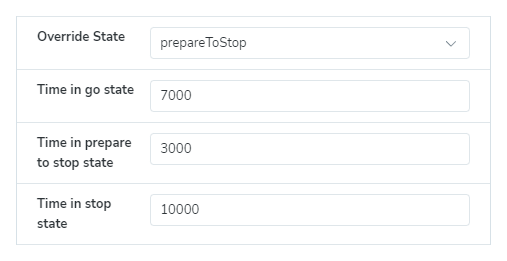 Override State
prepareToStop
Time in go state
7000
Time in prepare
to stop state
3000
Time in stop
state
10000